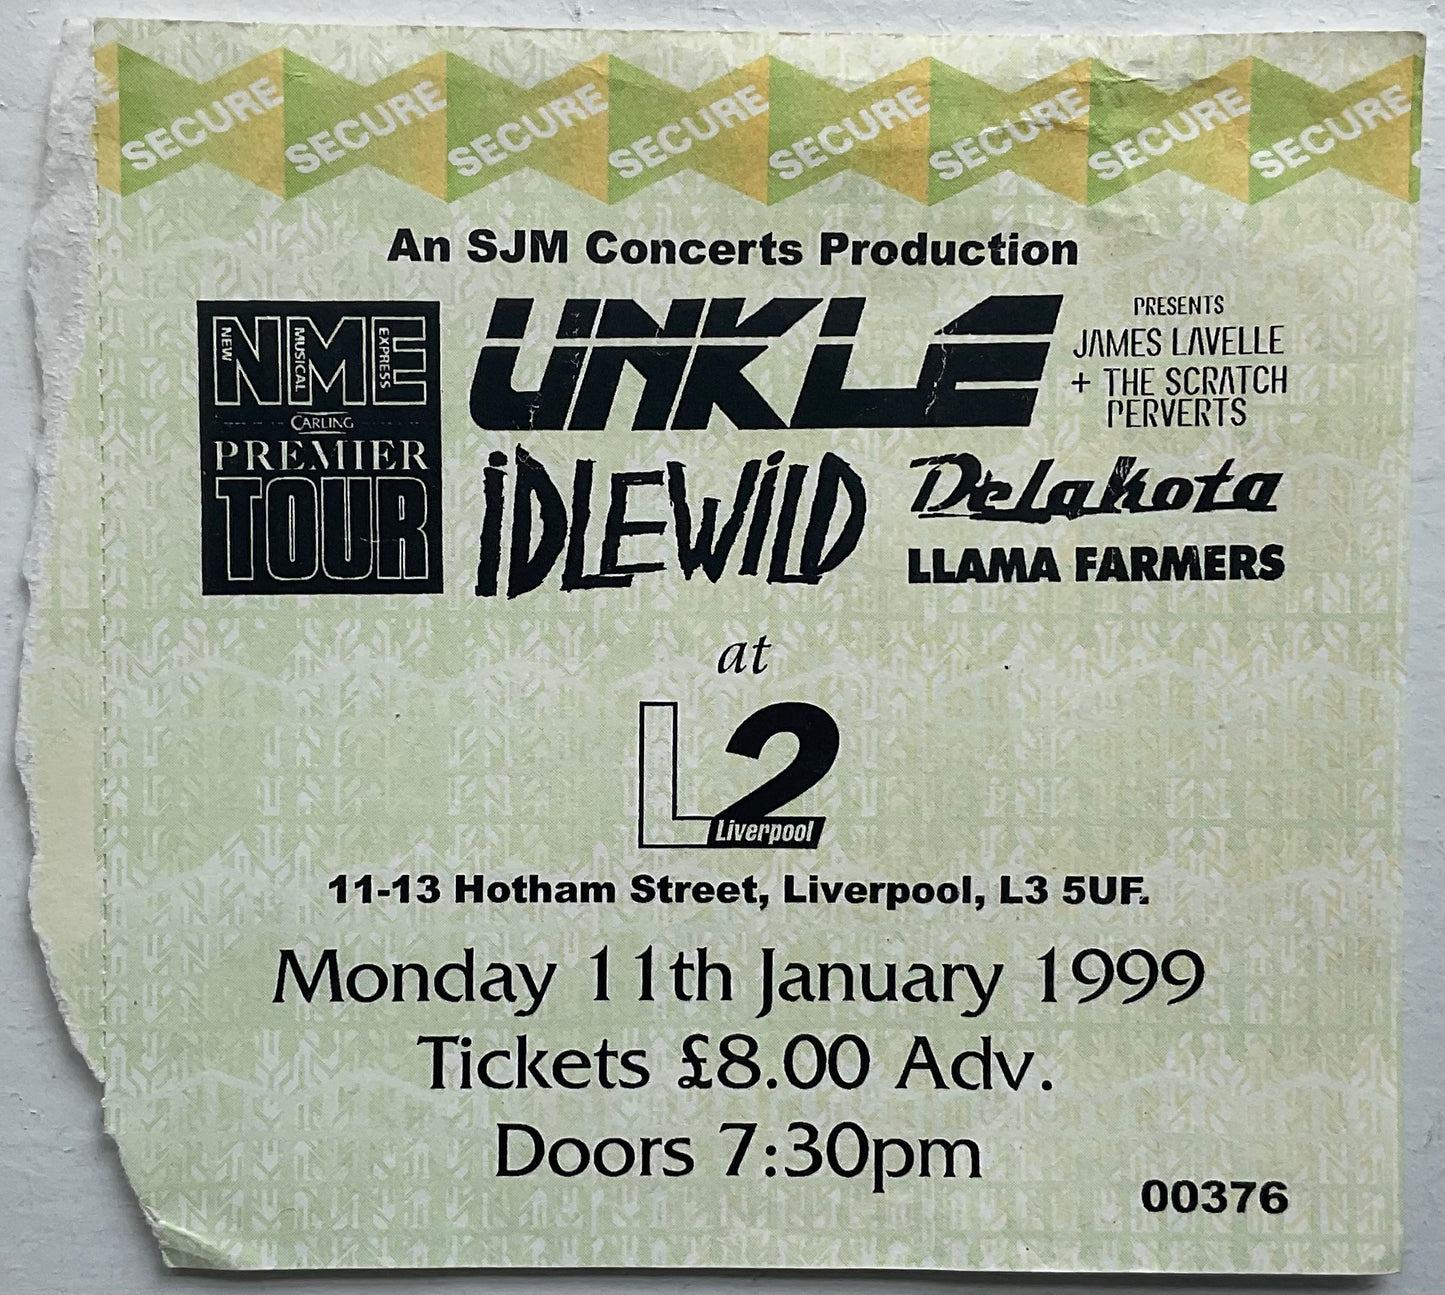 SECURE SECURE SECURE SECURE SECURE SECURE SECURE SECURE
An SJM Concerts Production
NME
NEW MUSICAL EXPRESS
CARLING
PREMIER
TOUR
UNKLE
PRESENTS
JAMES LAVELLE
+ THE SCRATCH
PERVERTS
iDLEWiLD
Delakota
LLAMA FARMERS
at
L2
Liverpool
11-13 Hotham Street, Liverpool, L3 5UF.
Monday 11th January 1999
Tickets £8.00 Adv.
Doors 7:30pm
00376